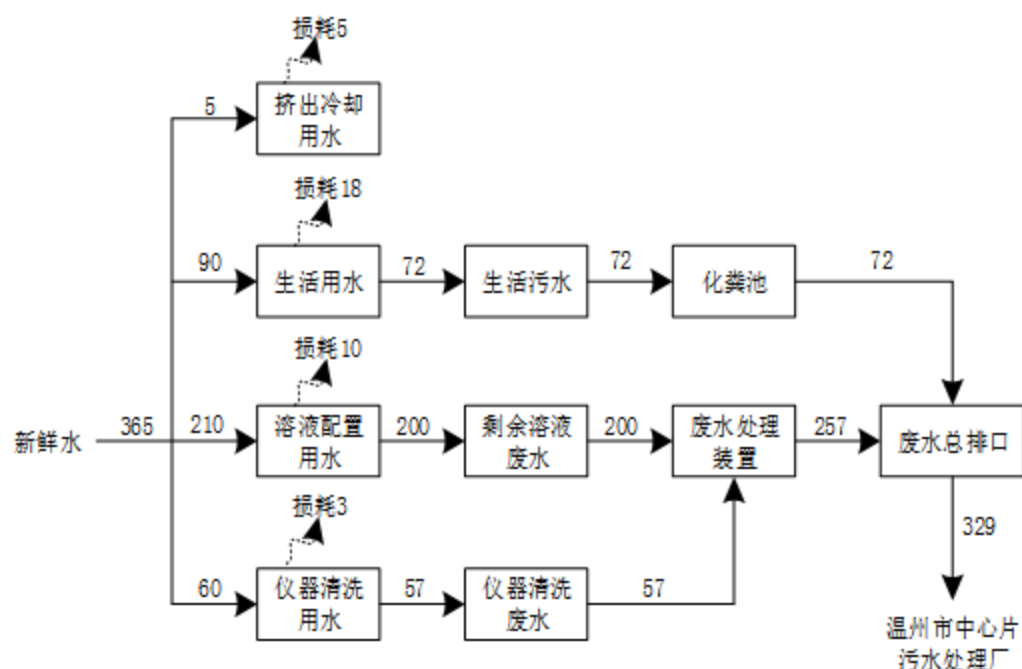 损耗5
5
挤出冷却
用水
损耗18
90
生活用水
72
生活污水
72
化粪池
72
损耗10
新鲜水
365
210
溶液配置
用水
200
剩余溶液
废水
200
废水处理
装置
257
废水总排口
损耗3
329
60
仪器清洗
用水
57
仪器清洗
废水
57
温州市中心片
污水处理厂